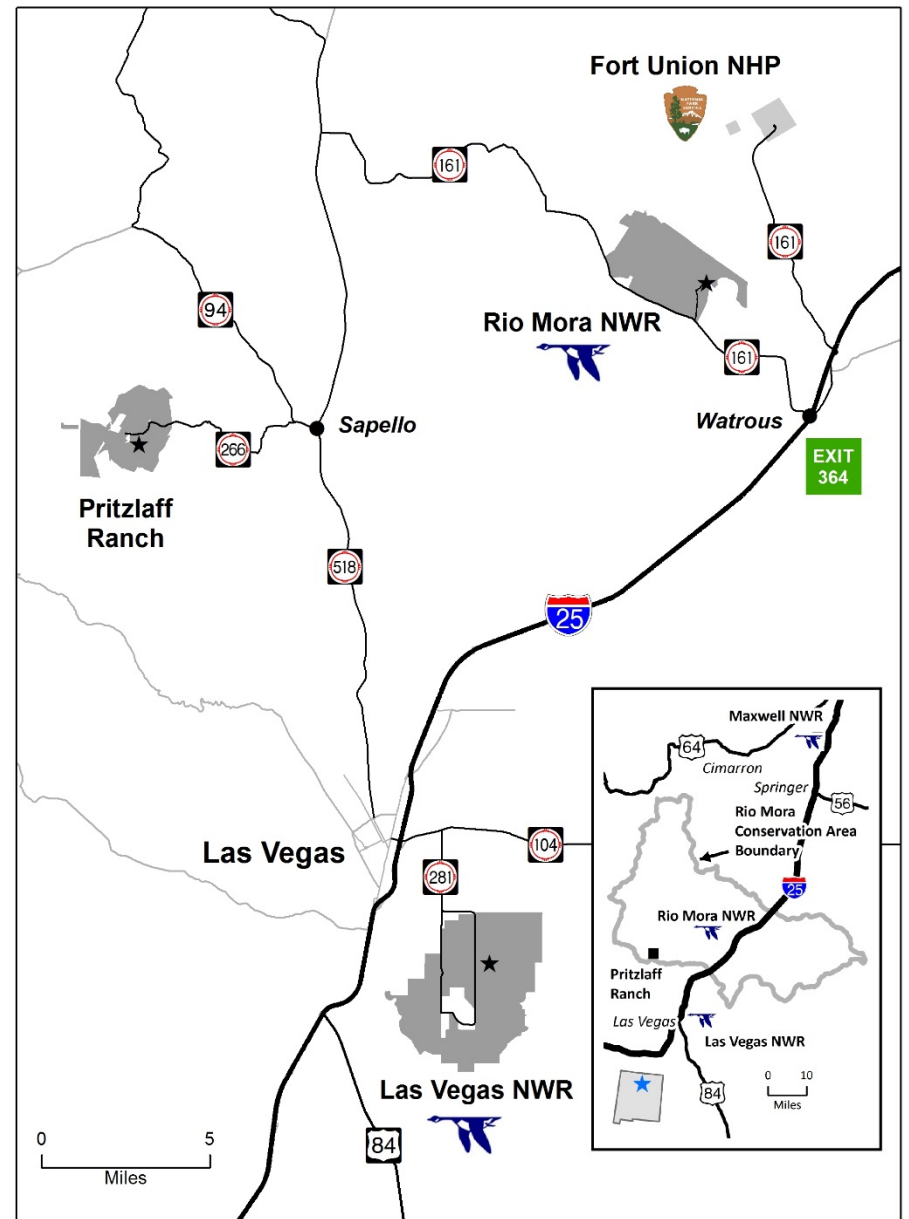 Fort Union NHP
161
161
94
Rio Mora NWR
161
Sapello
Watrous
266
EXIT
364
Pritzlaff
Ranch
518
25
Las Vegas
104
281
Las Vegas NWR
84
0 5
Miles
Maxwell NWR
64
Cimarron
Springer
56
Rio Mora
Conservation Area
Boundary
25
Rio Mora NWR
Pritzlaff
Ranch
Las Vegas
Las Vegas NWR
0 10
Miles
84